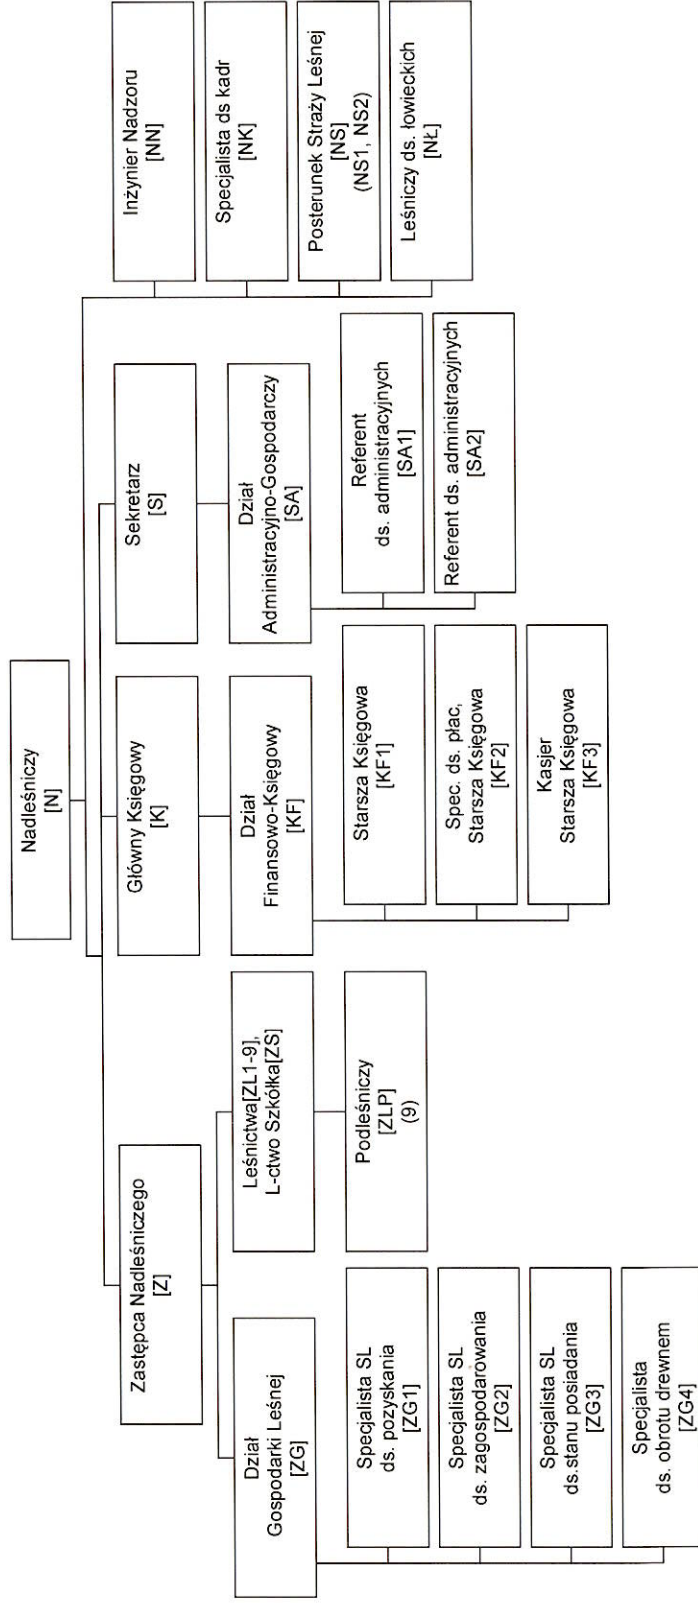 Nadleśniczy
[N]
Zastępca Nadleśniczego
[Z]
Dział
Gospodarki Leśnej
[ZG]
Specjalista SL
ds. pozyskania
[ZG1]
Specjalista SL
ds. zagospodarowania
[ZG2]
Specjalista SL
ds.stanu posiadania
[ZG3]
Specjalista
ds. obrotu drewnem
[ZG4]
Leśnictwa[ZL1-9],
L-ctwo Szkółka[ZS]
Podleśniczy
[ZLP]
(9)
Główny Księgowy
[K]
Dział
Finansowo-Księgowy
[KF]
Starsza Księgowa
[KF1]
Spec. ds. płac,
Starsza Księgowa
[KF2]
Kasjer
Starsza Księgowa
[KF3]
Sekretarz
[S]
Dział
Administracyjno-Gospodarczy
[SA]
Referent
ds. administracyjnych
[SA1]
Referent ds. administracyjnych
[SA2]
Inżynier Nadzoru
[NN]
Specjalista ds kadr
[NK]
Posterunek Straży Leśnej
[NS]
(NS1, NS2)
Leśniczy ds. łowieckich
[NŁ]